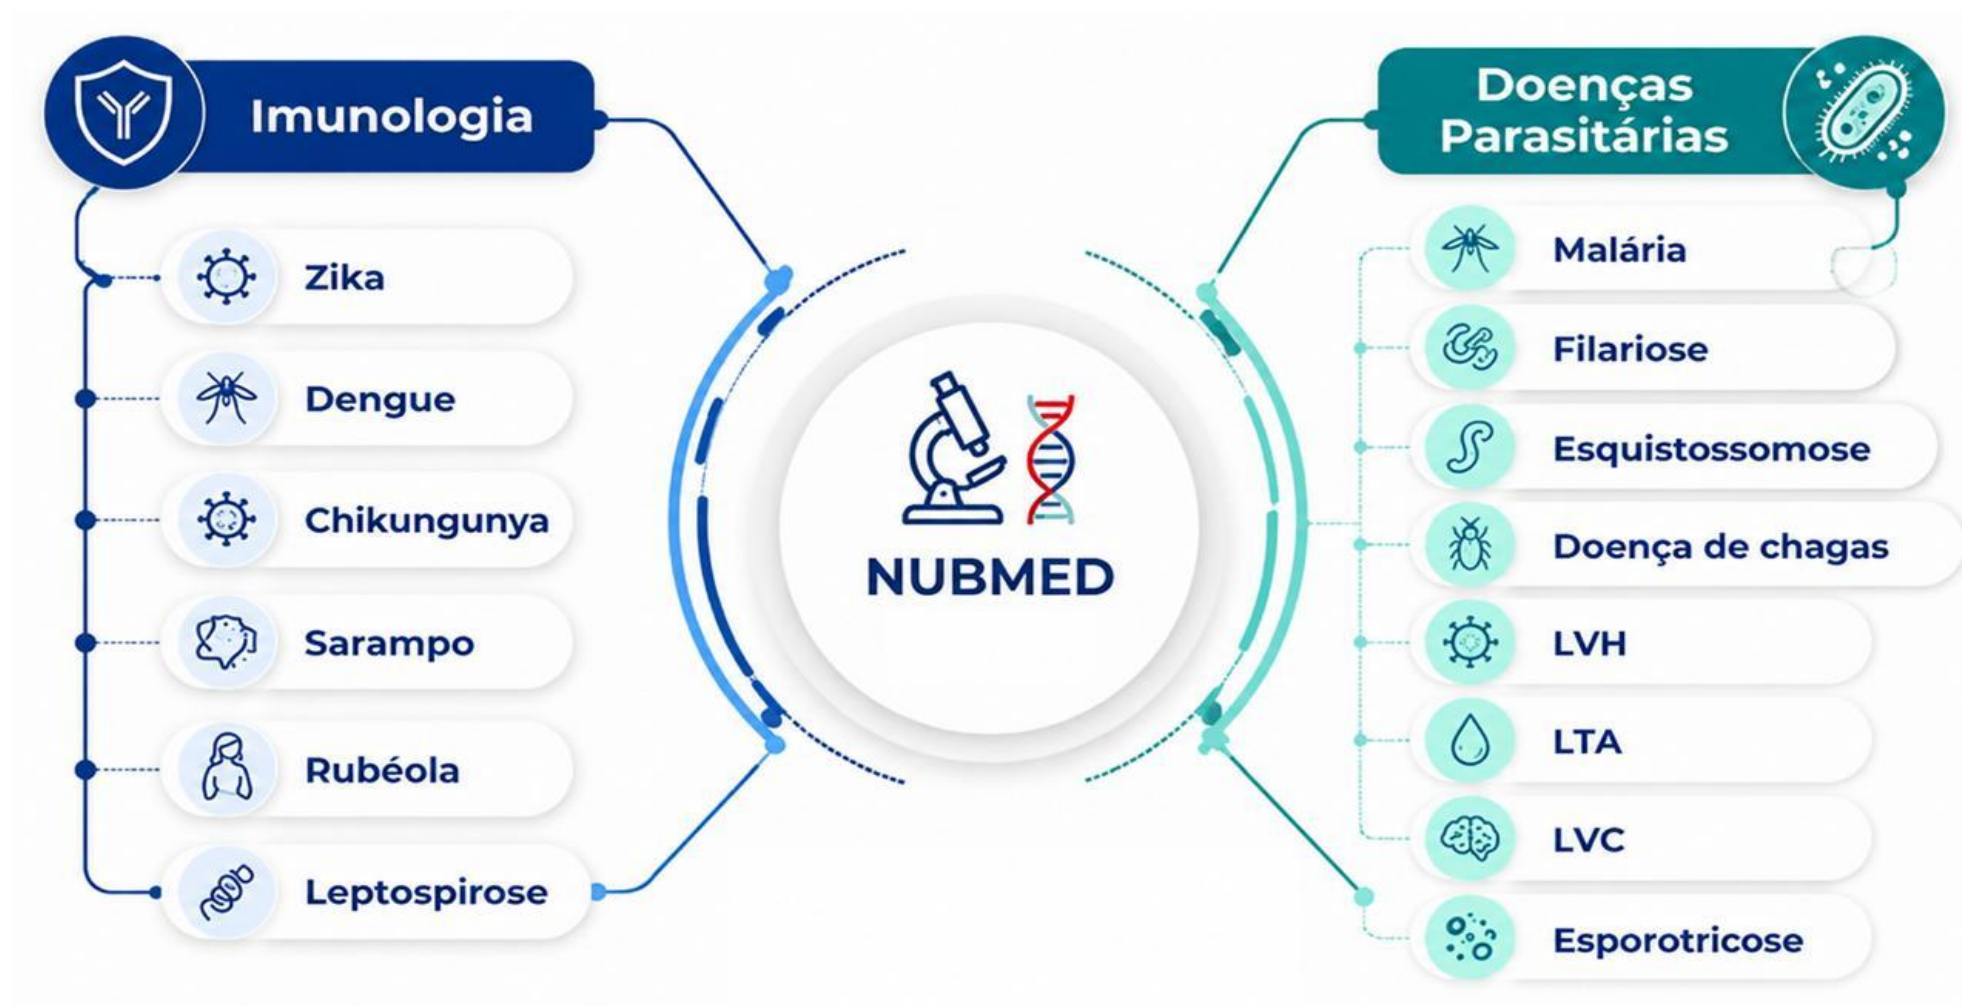 Imunologia
Zika
Dengue
Chikungunya
Sarampo
Rubéola
Leptospirose
NUBMED
Doenças
Parasitárias
Malária
Filariose
Esquistossomose
Doença de chagas
LVH
LTA
LVC
Esporotricose